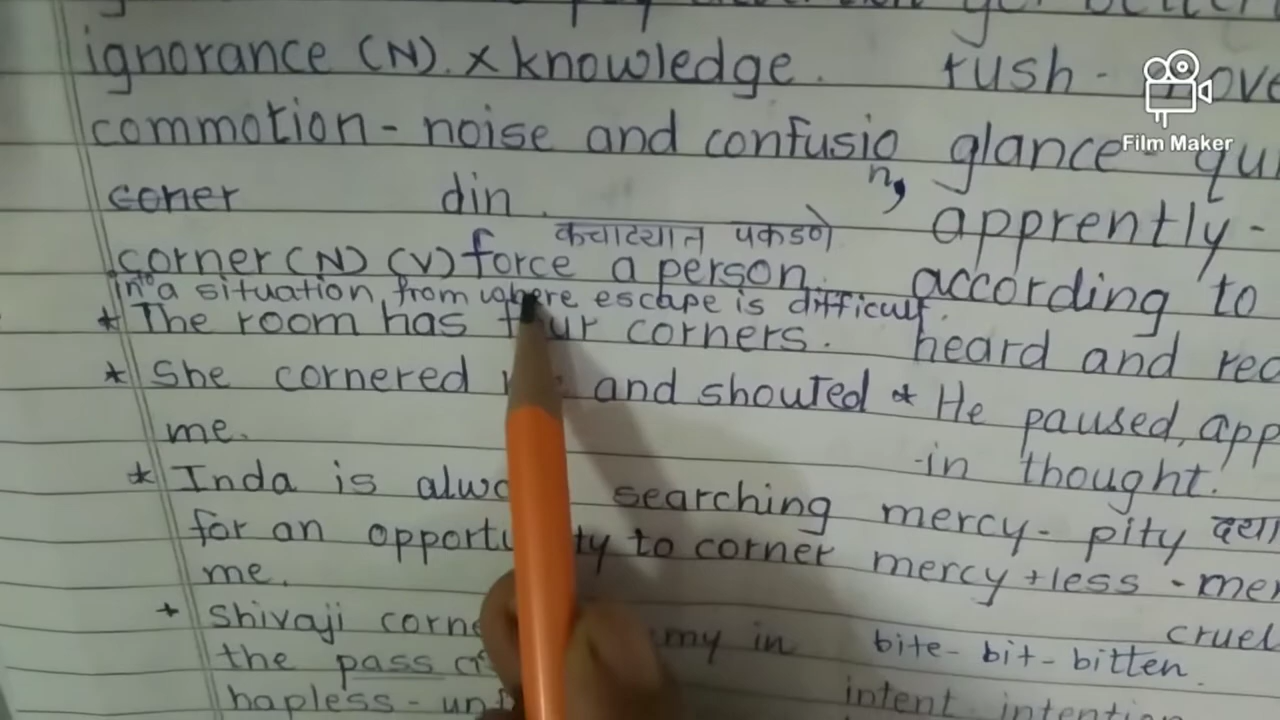 ignorance (N). x knowledge.
rush -
Film Maker
commotion - noise and confusion,
glance -
coner din.
apprently -
कचाट्यात पकडणे
corner (N) (V) force a person
according to
in a situation from where escape is difficult.
* The room has corners.
heard and
* She cornered and shouted
* He paused,
me.
in thought.
* Inda is searching
mercy - pity दया
for an to corner
mercy + less -
me.
cruel
* Shivaji in
bite - bit - bitten.
the pass
hapless -
intent intention